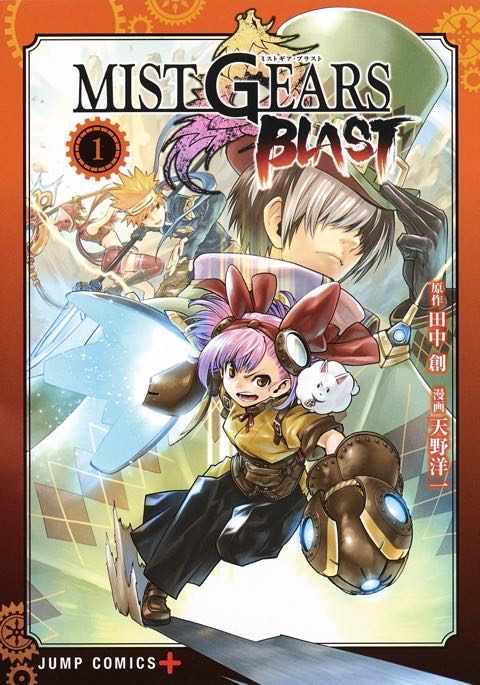 ミストギア・ブラスト
MIST GEARS
BLAST
1
原作 田中 創
漫画 天野洋一
JUMP COMICS+